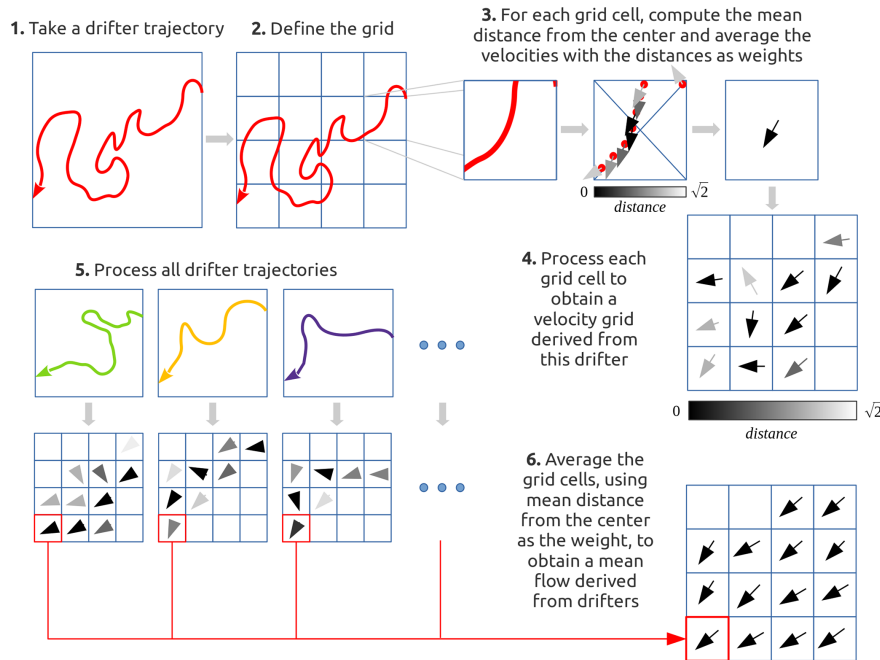 1. Take a drifter trajectory
2. Define the grid
3. For each grid cell, compute the mean
distance from the center and average the
velocities with the distances as weights
0
√2
distance
4. Process each
grid cell to
obtain a
velocity grid
derived from
this drifter
0
√2
distance
5. Process all drifter trajectories
6. Average the
grid cells, using
mean distance
from the center
as the weight, to
obtain a mean
flow derived
from drifters